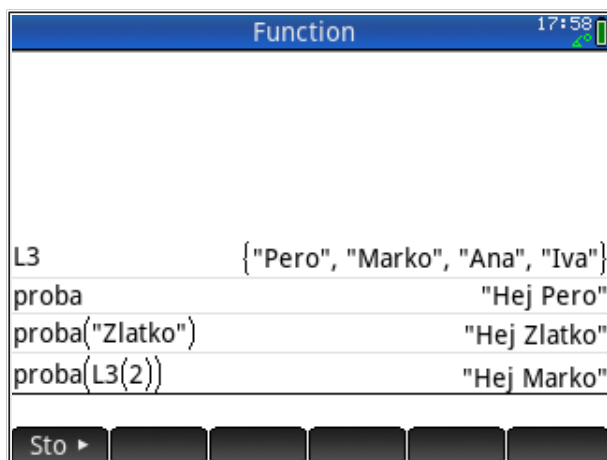 Function 17:58
L3 {"Pero", "Marko", "Ana", "Iva"}
proba "Hej Pero"
proba("Zlatko") "Hej Zlatko"
proba(L3(2)) "Hej Marko"
Sto ▸